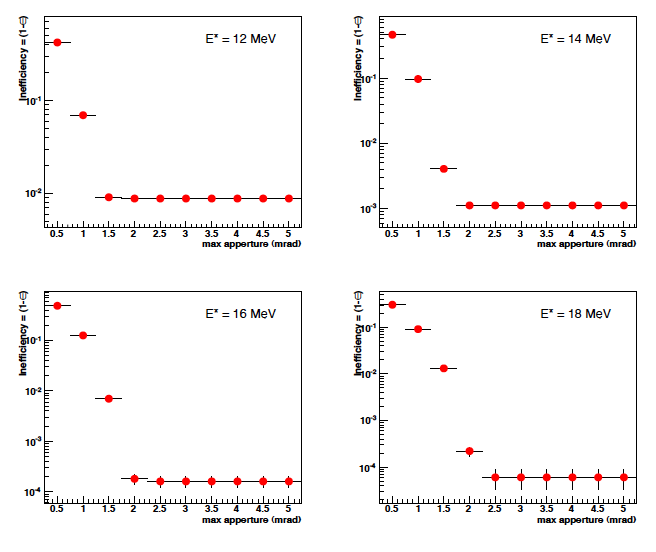 Inefficiency = (1-∈)
E* = 12 MeV
10⁻¹
10⁻²
0.5 1 1.5 2 2.5 3 3.5 4 4.5 5
max apperture (mrad)
Inefficiency = (1-∈)
E* = 14 MeV
10⁻¹
10⁻²
10⁻³
0.5 1 1.5 2 2.5 3 3.5 4 4.5 5
max apperture (mrad)
Inefficiency = (1-∈)
E* = 16 MeV
10⁻¹
10⁻²
10⁻³
10⁻⁴
0.5 1 1.5 2 2.5 3 3.5 4 4.5 5
max apperture (mrad)
Inefficiency = (1-∈)
E* = 18 MeV
10⁻¹
10⁻²
10⁻³
10⁻⁴
0.5 1 1.5 2 2.5 3 3.5 4 4.5 5
max apperture (mrad)